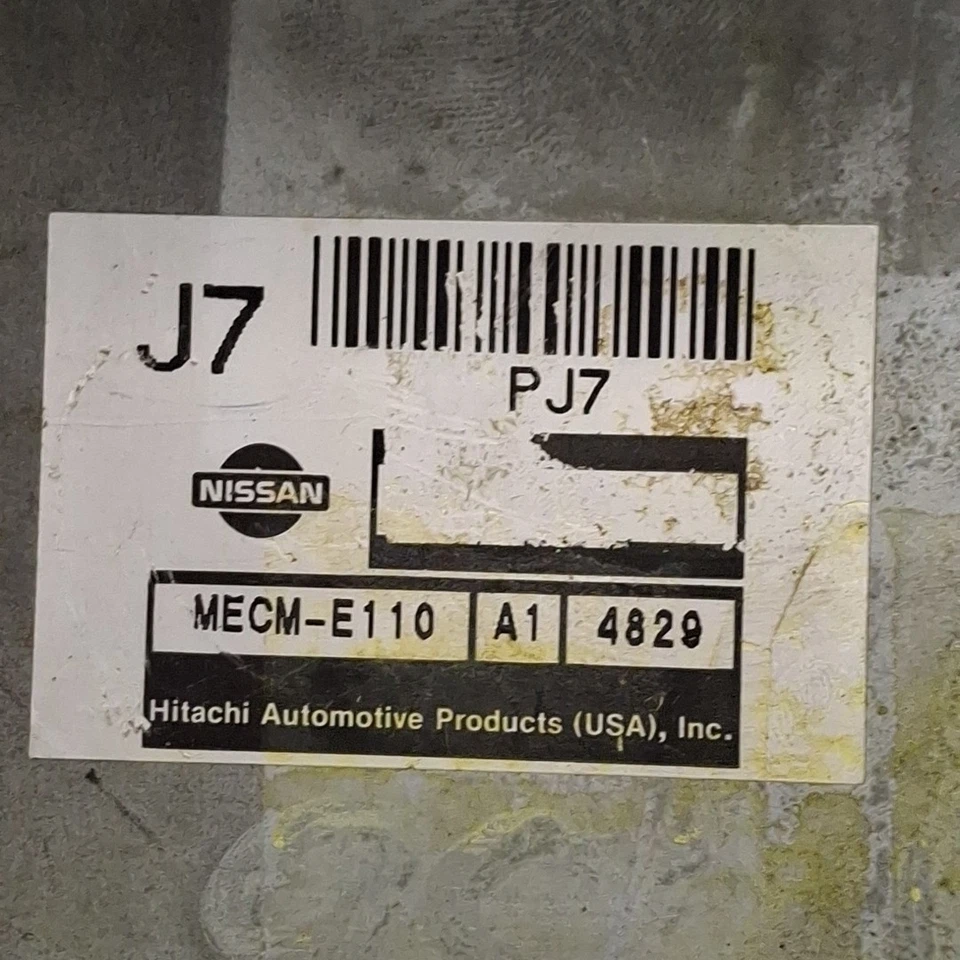 J7
PJ7
NISSAN
MECM-E110 A1 4829
Hitachi Automotive Products (USA), Inc.